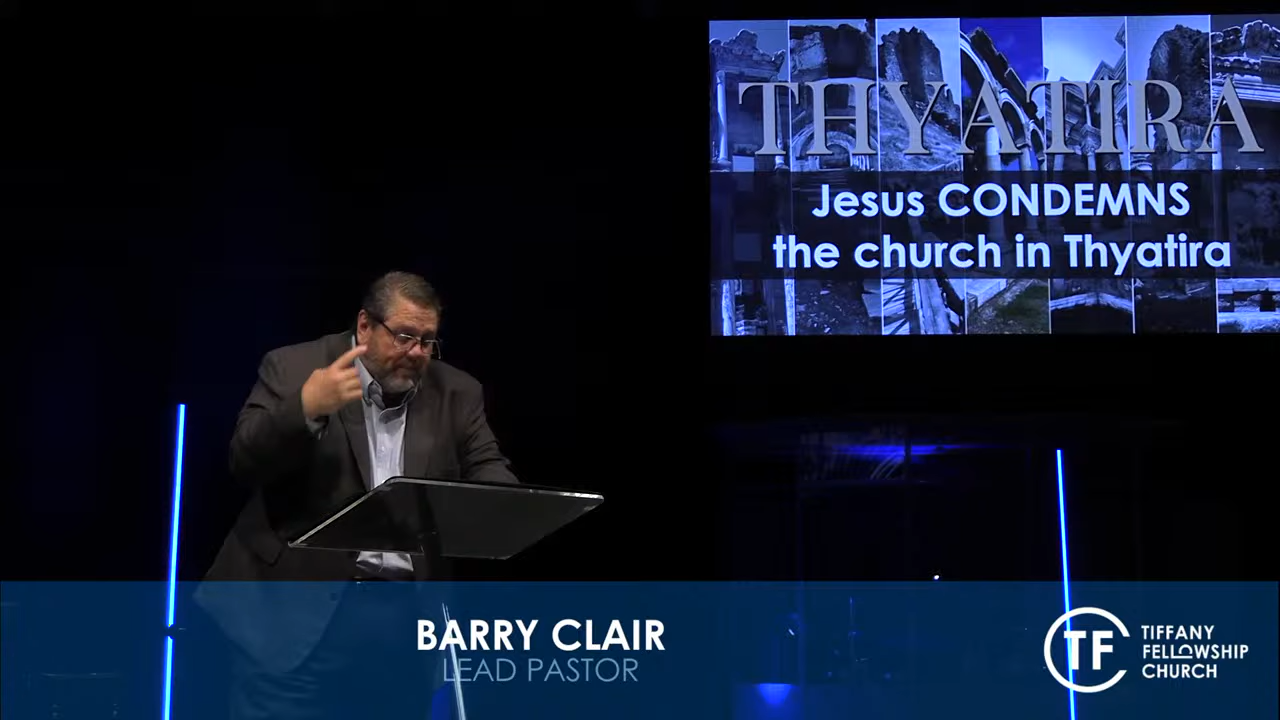 THYATIRA
Jesus CONDEMNS
the church in Thyatira
BARRY CLAIR
LEAD PASTOR
TF
TIFFANY
FELLOWSHIP
CHURCH